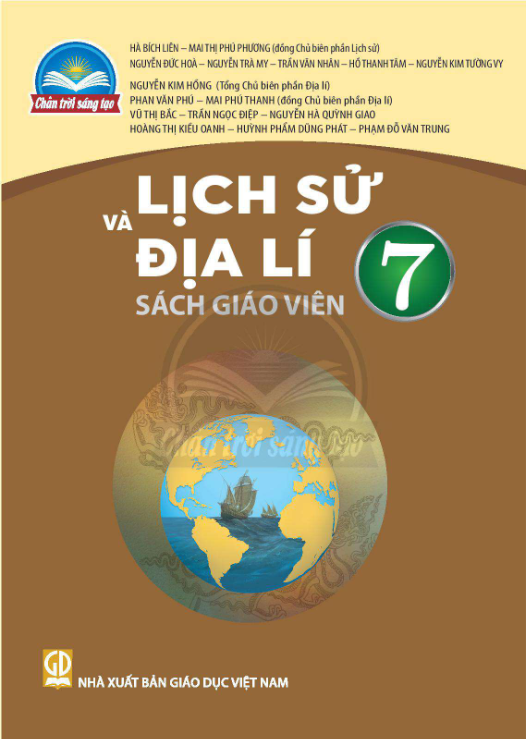 Chân trời sáng tạo
HÀ BÍCH LIÊN – MAI THỊ PHÚ PHƯƠNG (đồng Chủ biên phần Lịch sử)
NGUYỄN ĐỨC HOÀ – NGUYỄN TRÀ MY – TRẦN VĂN NHÂN – HỒ THANH TÂM – NGUYỄN KIM TƯỜNG VY
NGUYỄN KIM HỒNG (Tổng Chủ biên phần Địa lí)
PHAN VĂN PHÚ – MAI PHÚ THANH (đồng Chủ biên phần Địa lí)
VŨ THỊ BẮC – TRẦN NGỌC ĐIỆP – NGUYỄN HÀ QUỲNH GIAO
HOÀNG THỊ KIỀU OANH – HUỲNH PHẨM DŨNG PHÁT – PHẠM ĐỖ VĂN TRUNG
LỊCH SỬ
VÀ
ĐỊA LÍ
7
SÁCH GIÁO VIÊN
Chân trời sáng tạo
GD
NHÀ XUẤT BẢN GIÁO DỤC VIỆT NAM